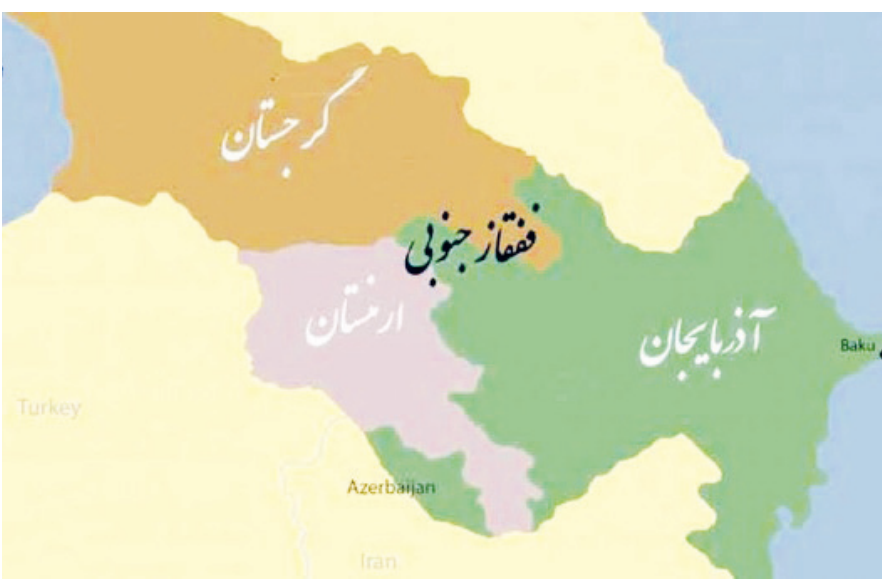 گرجستان
قفقاز جنوبی
ارمنستان
آذربایجان
Baku
Turkey
Azerbaijan
Iran